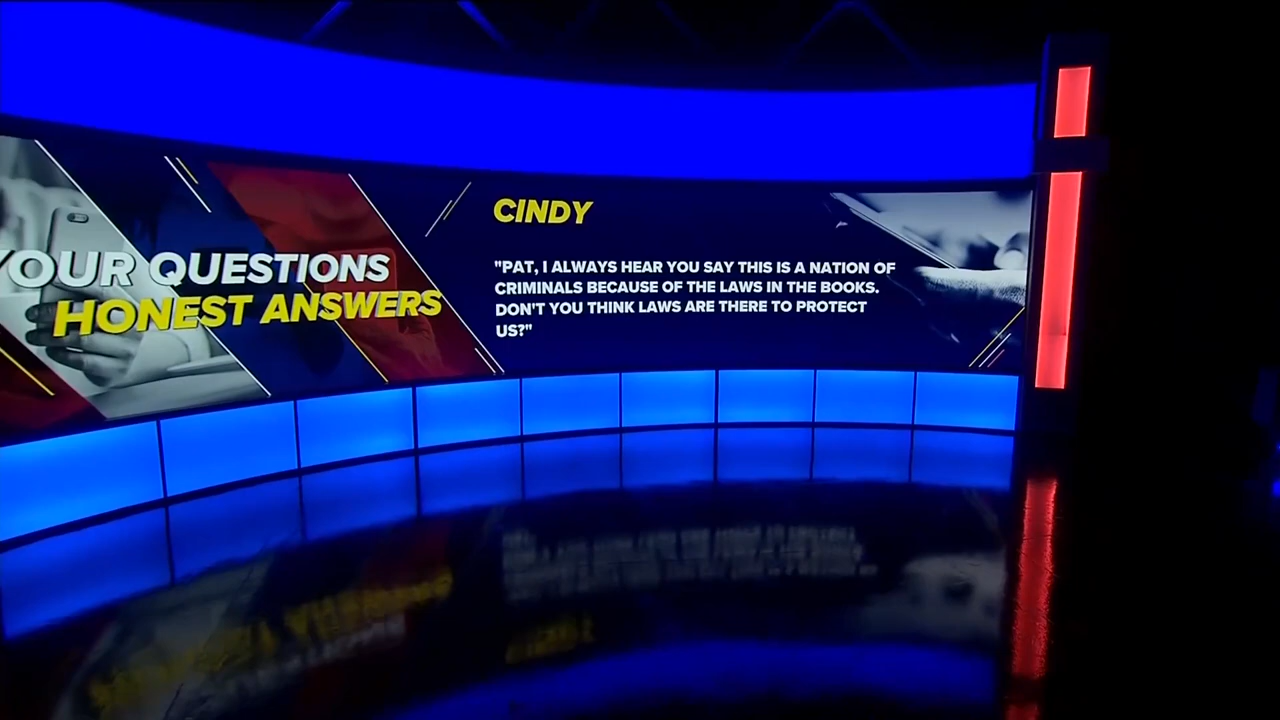 YOUR QUESTIONS
HONEST ANSWERS
CINDY
"PAT, I ALWAYS HEAR YOU SAY THIS IS A NATION OF
CRIMINALS BECAUSE OF THE LAWS IN THE BOOKS.
DON'T YOU THINK LAWS ARE THERE TO PROTECT
US?"